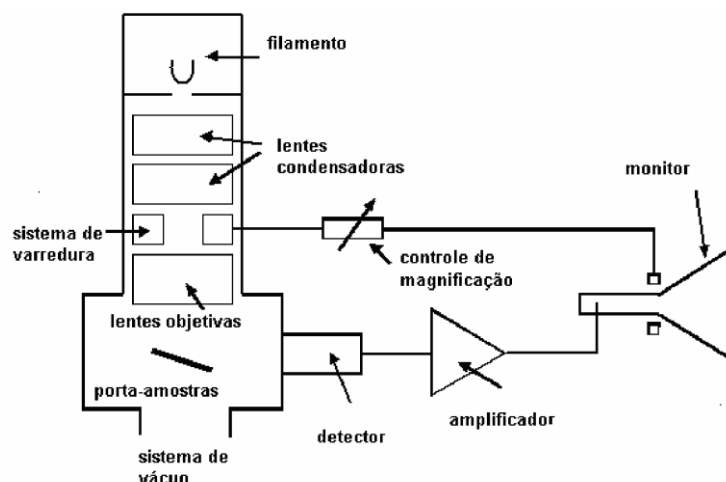 filamento
lentes
condensadoras
monitor
sistema de
varredura
controle de
magnificação
lentes objetivas
porta-amostras
amplificador
detector
sistema de
vácuo